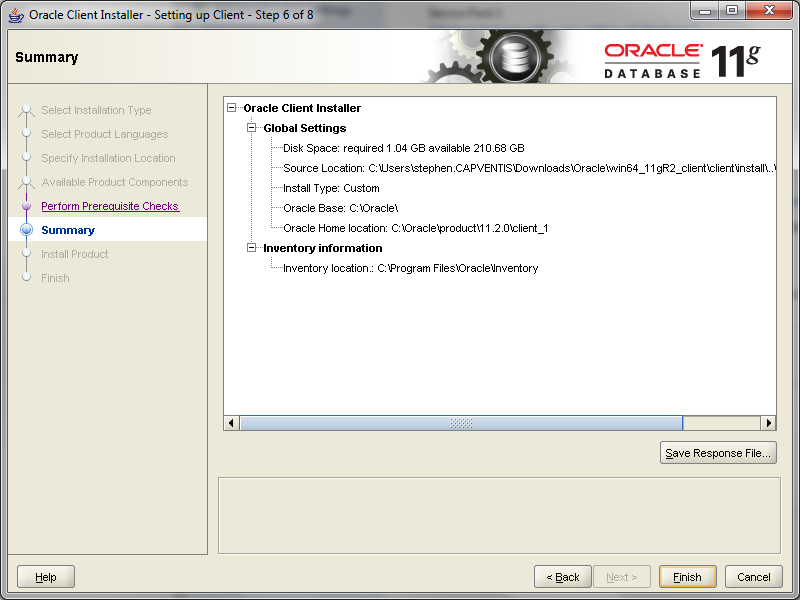 Oracle Client Installer - Setting up Client - Step 6 of 8
Summary
ORACLE
DATABASE 11g
Select Installation Type
Select Product Languages
Specify Installation Location
Available Product Components
Perform Prerequisite Checks
Summary
Install Product
Finish
Oracle Client Installer
Global Settings
Disk Space: required 1.04 GB available 210.68 GB
Source Location: C:\Users\stephen.CAPVENTIS\Downloads\Oracle\win64_11gR2_client\client\install\..\
Install Type: Custom
Oracle Base: C:\Oracle\
Oracle Home location: C:\Oracle\product\11.2.0\client_1
Inventory information
Inventory location.: C:\Program Files\Oracle\Inventory
Save Response File...
Help
< Back
Next >
Finish
Cancel